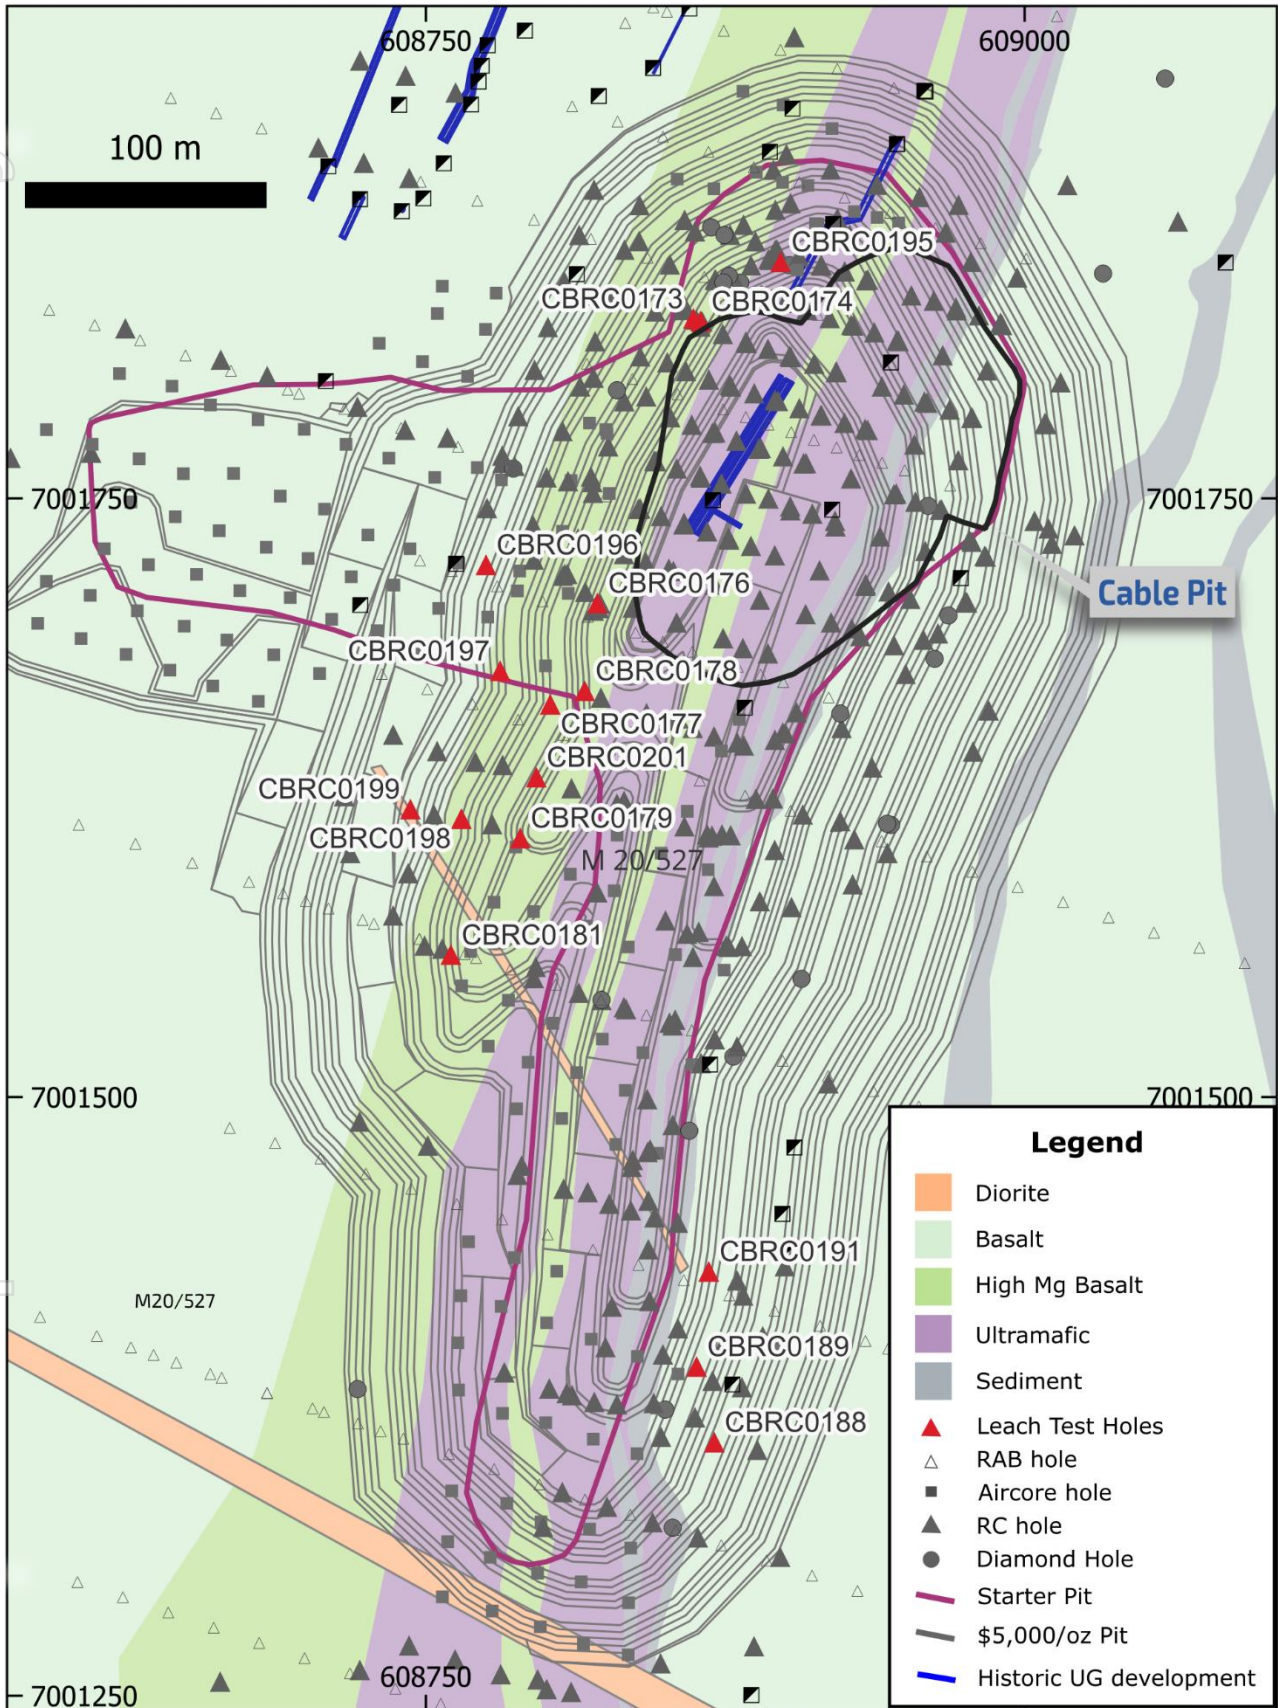 608750
609000
100 m
CBRC0195
CBRC0173
CBRC0174
7001750
7001750
CBRC0196
CBRC0176
Cable Pit
CBRC0197
CBRC0178
CBRC0177
CBRC0201
CBRC0199
CBRC0179
CBRC0198
M 20/527
CBRC0181
7001500
7001500
Legend
Diorite
Basalt
High Mg Basalt
Ultramafic
Sediment
Leach Test Holes
RAB hole
Aircore hole
RC hole
Diamond Hole
Starter Pit
$5,000/oz Pit
Historic UG development
CBRC0191
M20/527
CBRC0189
CBRC0188
608750
7001250